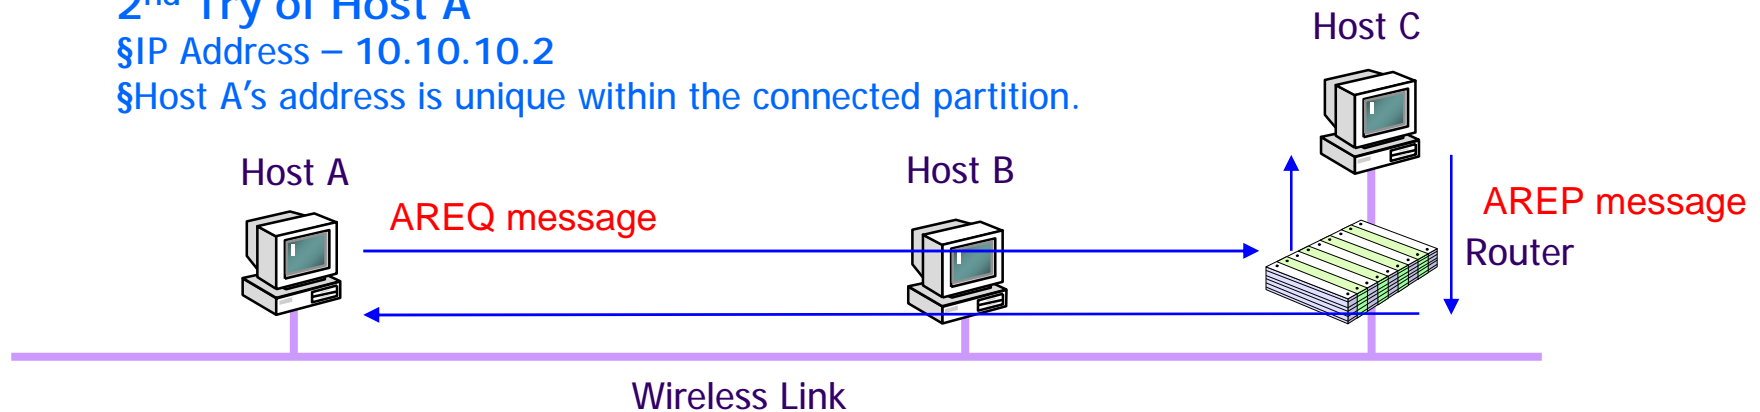 2nd Try of Host A
§IP Address – 10.10.10.2
§Host A's address is unique within the connected partition.
Host C
Host A
Host B
AREQ message
AREP message
Router
Wireless Link